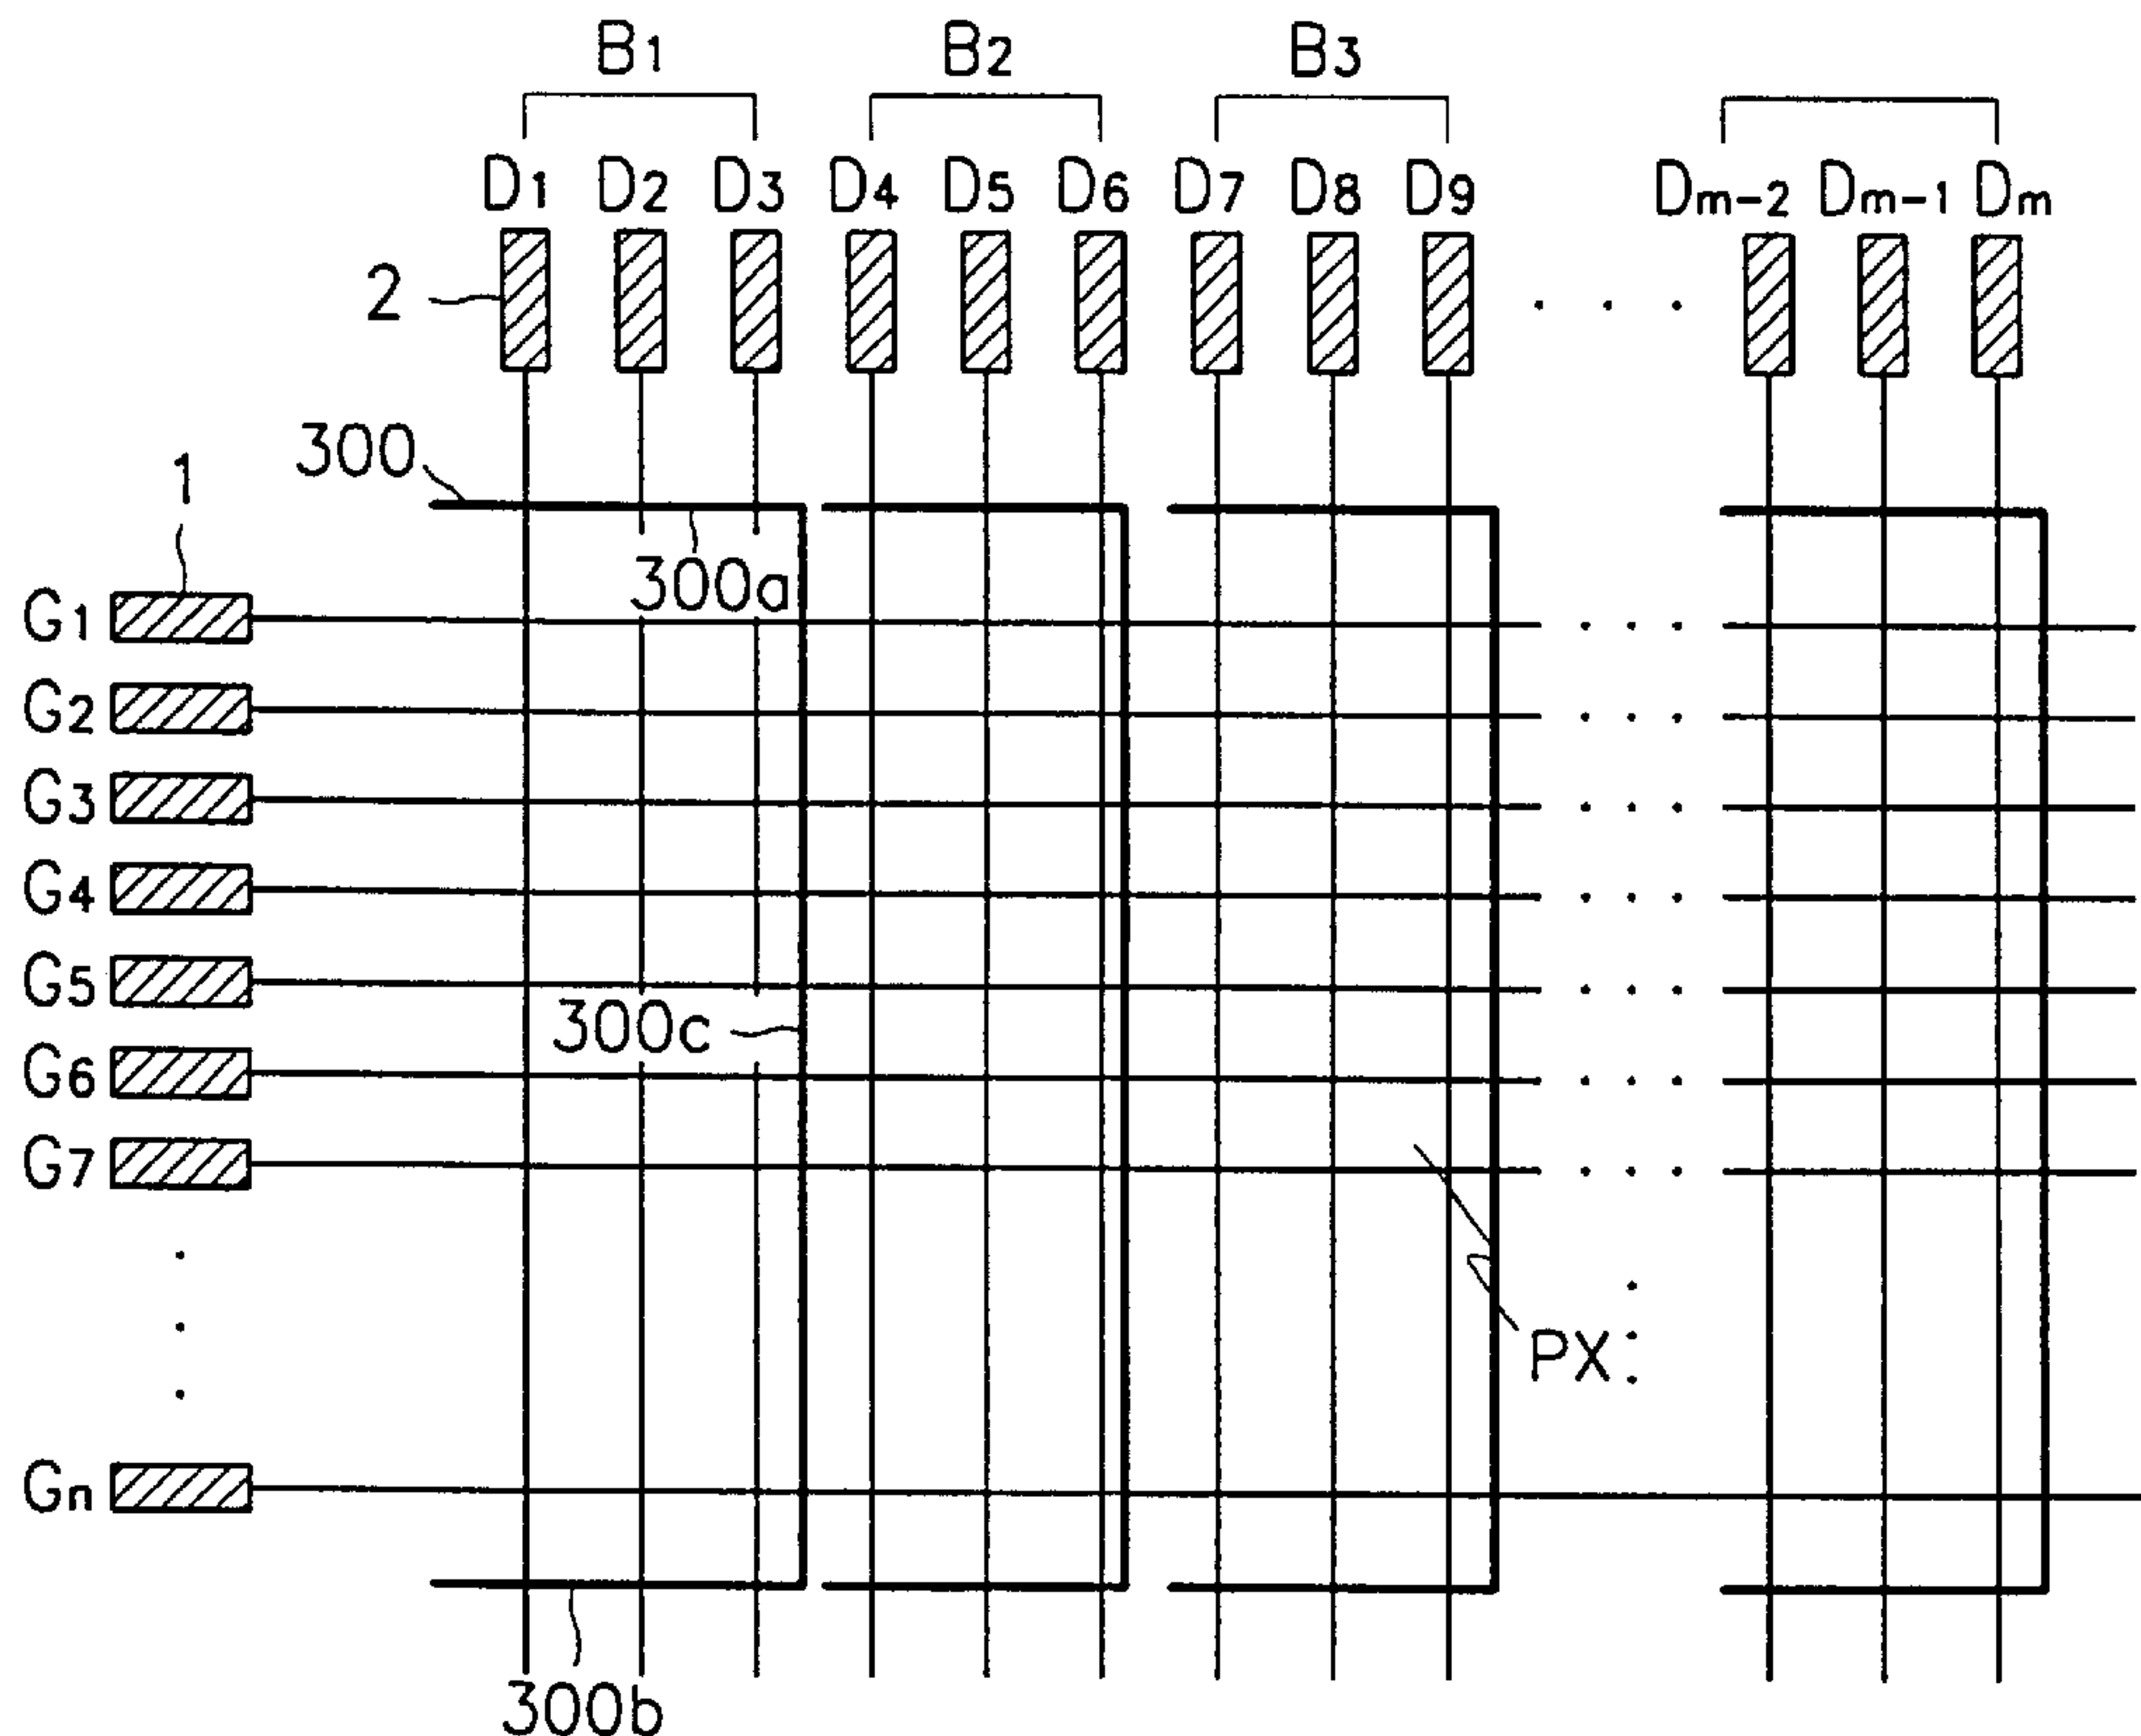 B1 B2 B3
D1 D2 D3 D4 D5 D6 D7 D8 D9 Dm-2 Dm-1 Dm
2
300
1
300a
G1
G2
G3
G4
G5
300c
G6
G7
PX
Gn
300b